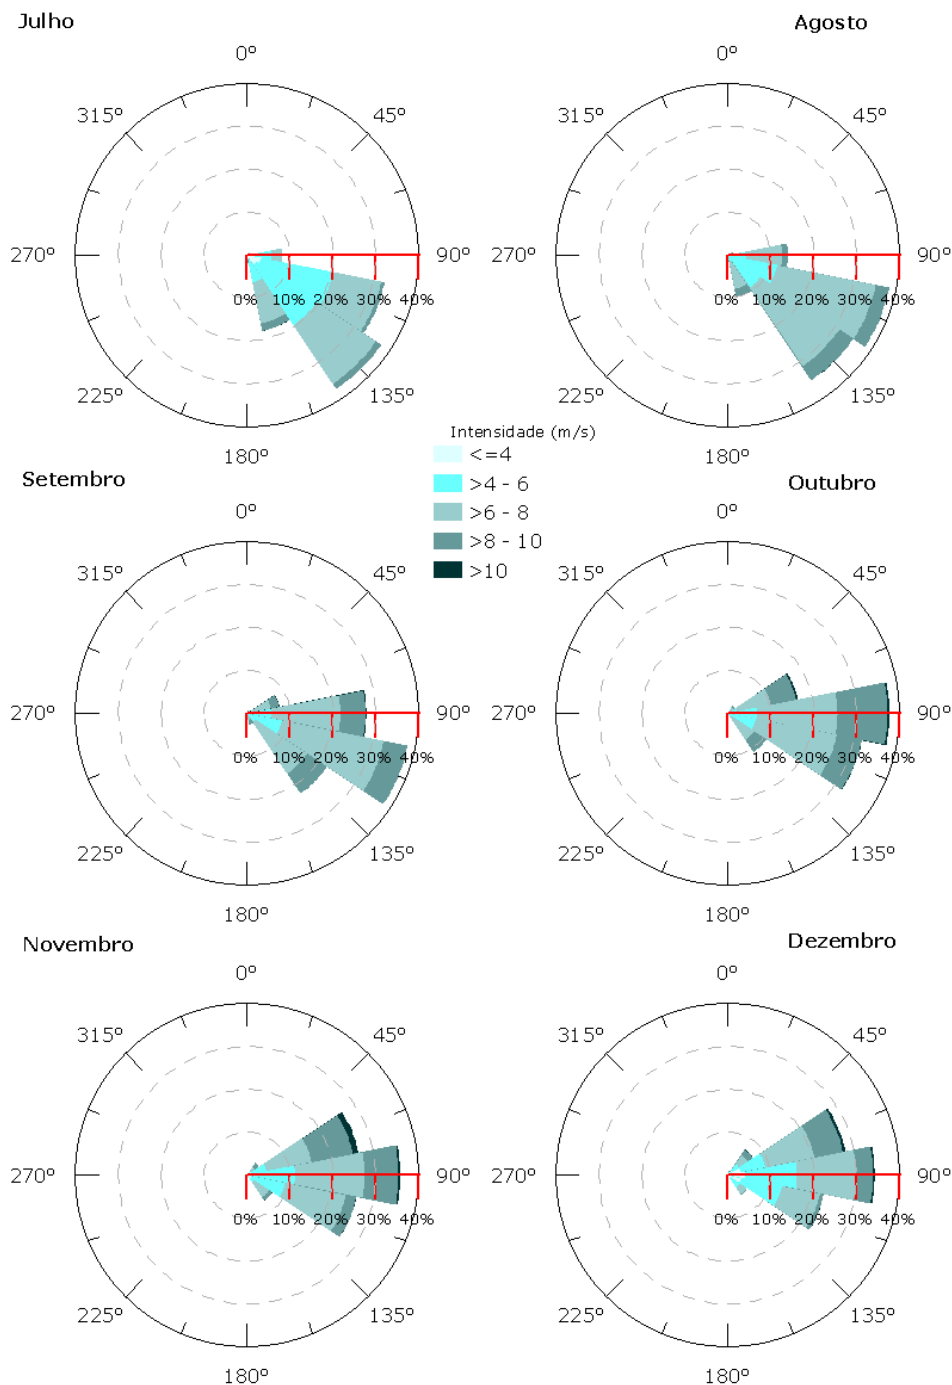 Julho
Agosto
0º
0º
315º
45º
315º
45º
270º
90º
270º
90º
0% 10% 20% 30% 40%
0% 10% 20% 30% 40%
225º
135º
225º
135º
180º
180º
Intensidade (m/s)
<=4
>4 - 6
>6 - 8
>8 - 10
>10
Setembro
Outubro
0º
0º
315º
45º
315º
45º
270º
90º
270º
90º
0% 10% 20% 30% 40%
0% 10% 20% 30% 40%
225º
135º
225º
135º
180º
180º
Novembro
Dezembro
0º
0º
315º
45º
315º
45º
270º
90º
270º
90º
0% 10% 20% 30% 40%
0% 10% 20% 30% 40%
225º
135º
225º
135º
180º
180º